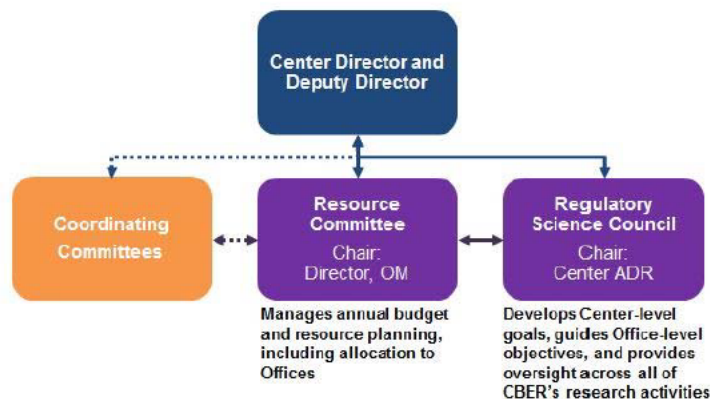 Center Director and
Deputy Director
Coordinating
Committees
Resource
Committee
Chair:
Director, OM
Regulatory
Science Council
Chair:
Center ADR
Manages annual budget
and resource planning,
including allocation to
Offices
Develops Center-level
goals, guides Office-level
objectives, and provides
oversight across all of
CBER's research activities